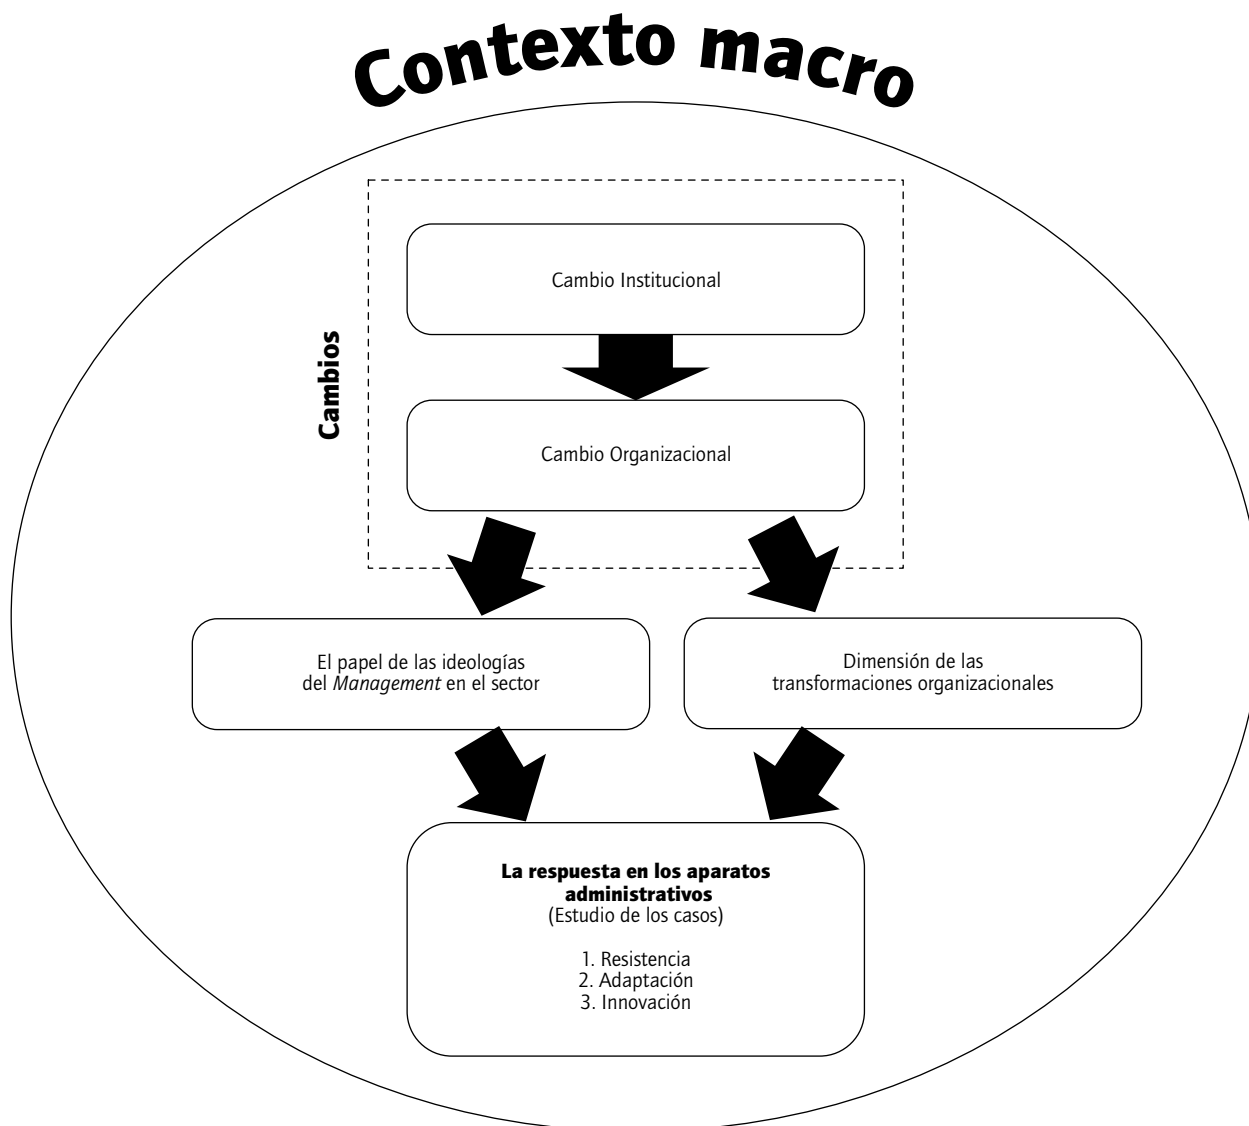 Contexto macro
Cambios
Cambio Institucional
Cambio Organizacional
El papel de las ideologías
del Management en el sector
Dimensión de las
transformaciones organizacionales
La respuesta en los aparatos
administrativos
(Estudio de los casos)
1. Resistencia
2. Adaptación
3. Innovación